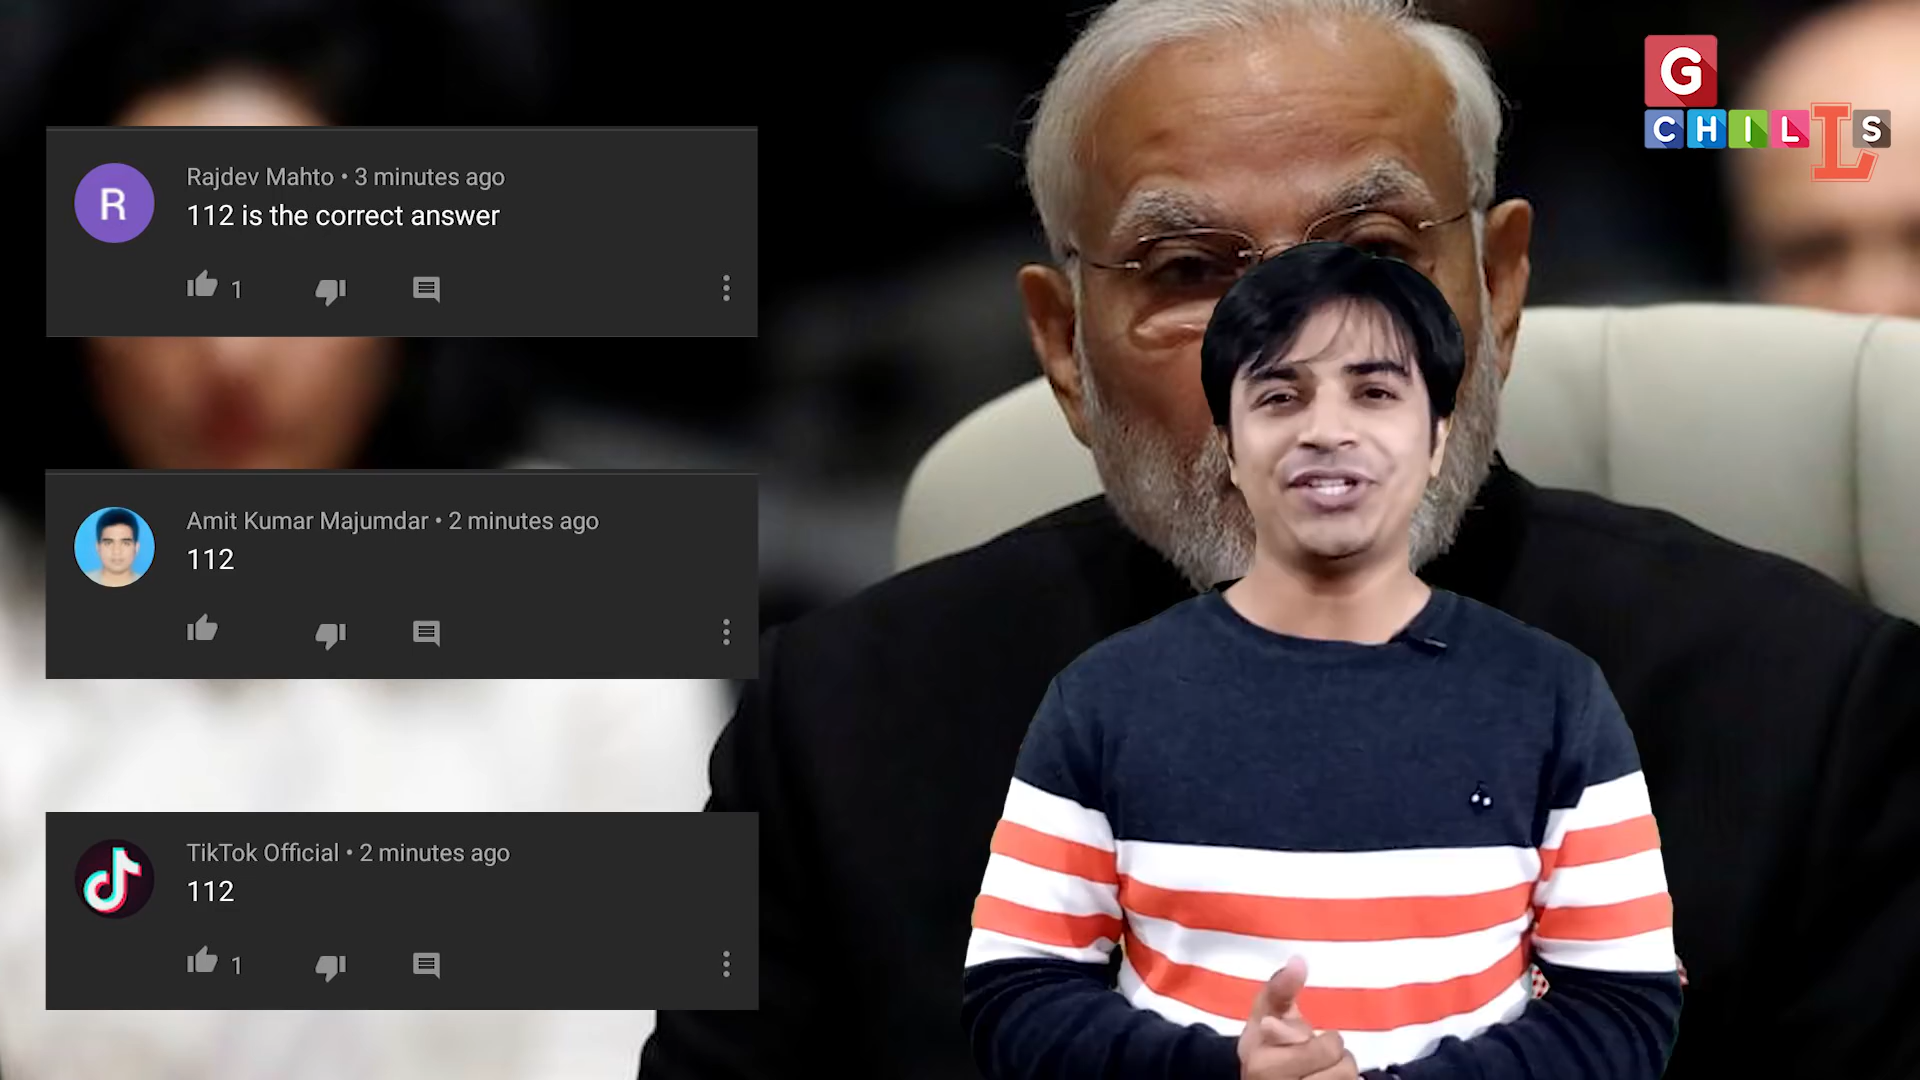 G
CHILLS
Rajdev Mahto • 3 minutes ago
R
112 is the correct answer
1
Amit Kumar Majumdar • 2 minutes ago
112
TikTok Official • 2 minutes ago
112
1